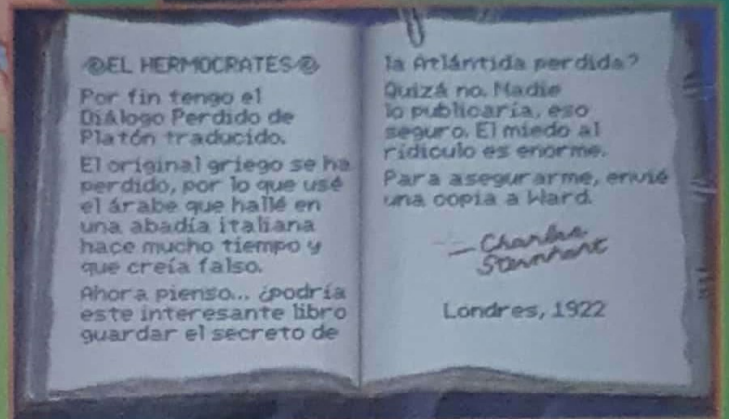 EL HERMOCRATES
Por fin tengo el
Diálogo Perdido de
Platón traducido.
El original griego se ha
perdido, por lo que usé
el árabe que hallé en
una abadía italiana
hace mucho tiempo y
que creía falso.
Ahora pienso... ¿podría
este interesante libro
guardar el secreto de
la Atlántida perdida?
Quizá no. Nadie
lo publicaría, eso
seguro. El miedo al
ridículo es enorme.
Para asegurarme, envié
una copia a Ward.
— Charles
Sternhart
Londres, 1922